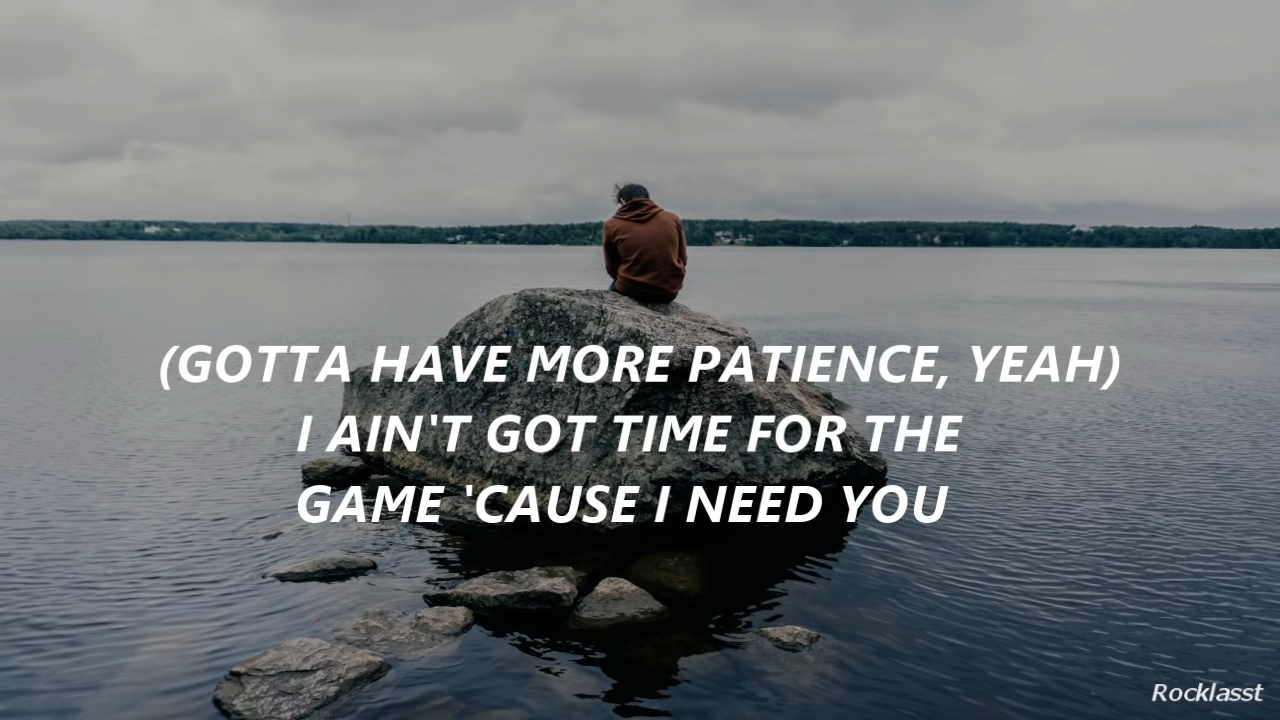 (GOTTA HAVE MORE PATIENCE, YEAH)
I AIN'T GOT TIME FOR THE
GAME 'CAUSE I NEED YOU
Rocklasst